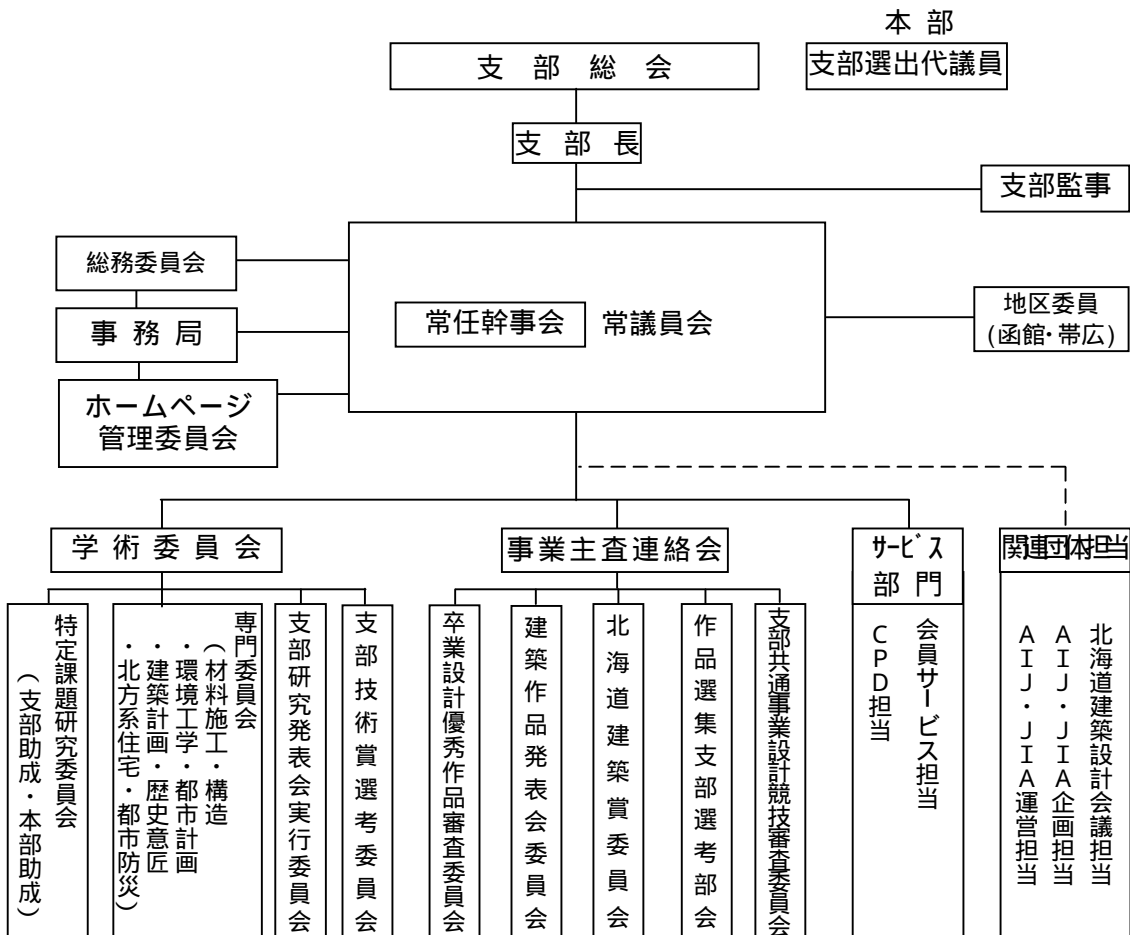 本部
支部総会
支部選出代議員
支部長
支部監事
総務委員会
事務局
ホームページ
管理委員会
常任幹事会
常議員会
地区委員
(函館・帯広)
学術委員会
事業主査連絡会
サービス
部門
関連団体担当
特定課題研究委員会
(支部助成・本部助成)
専門委員会
(材料施工・構造
・環境工学・都市計画
・建築計画・歴史意匠
・北方系住宅・都市防災)
支部研究発表会実行委員会
支部技術賞選考委員会
卒業設計優秀作品審査委員会
建築作品発表会委員会
北海道建築賞委員会
作品選集支部選考部会
支部共通事業設計競技審査委員会
会員サービス担当
CPD担当
北海道建築設計会議担当
AIJ・JIA企画担当
AIJ・JIA運営担当